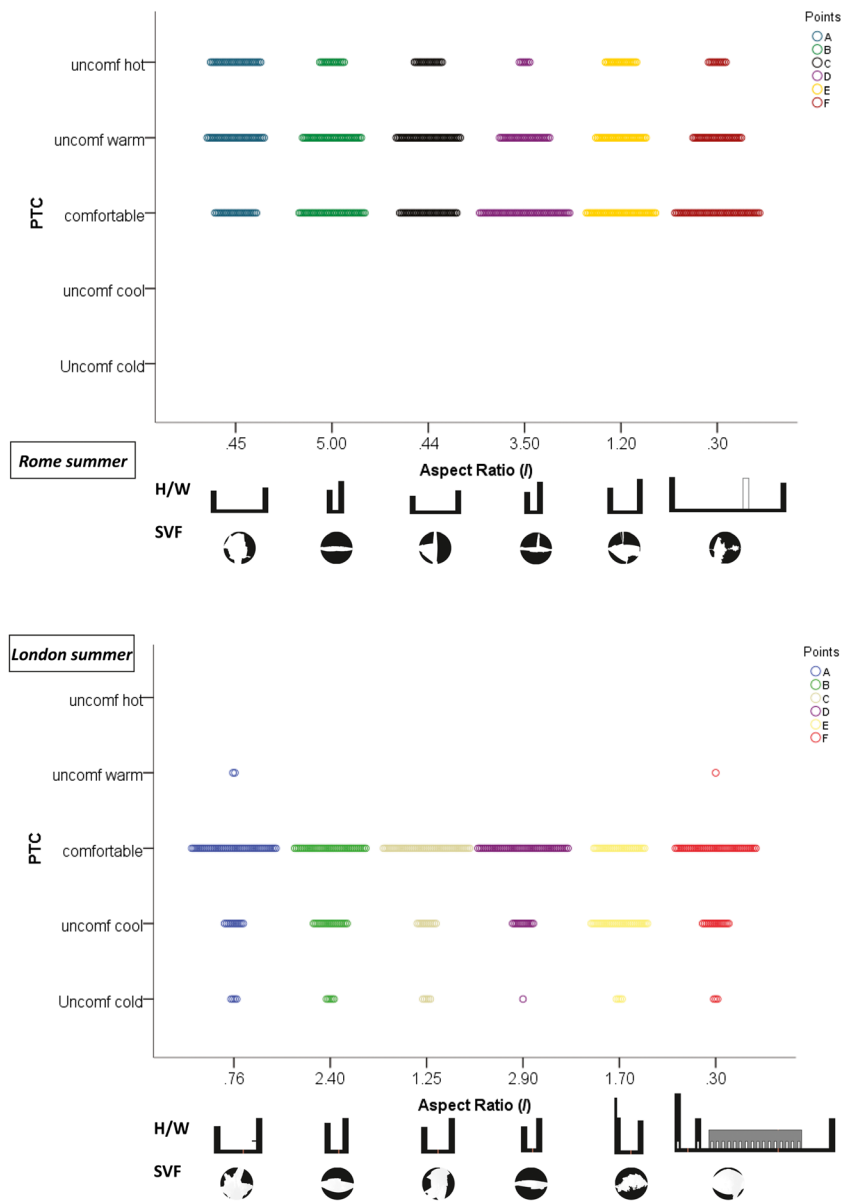 Points
A
B
C
D
E
F
uncomf hot
uncomf warm
comfortable
uncomf cool
Uncomf cold
PTC
.45 5.00 .44 3.50 1.20 .30
Aspect Ratio (I)
Rome summer
H/W
SVF
London summer
Points
A
B
C
D
E
F
uncomf hot
uncomf warm
comfortable
uncomf cool
Uncomf cold
PTC
.76 2.40 1.25 2.90 1.70 .30
Aspect Ratio (I)
H/W
SVF